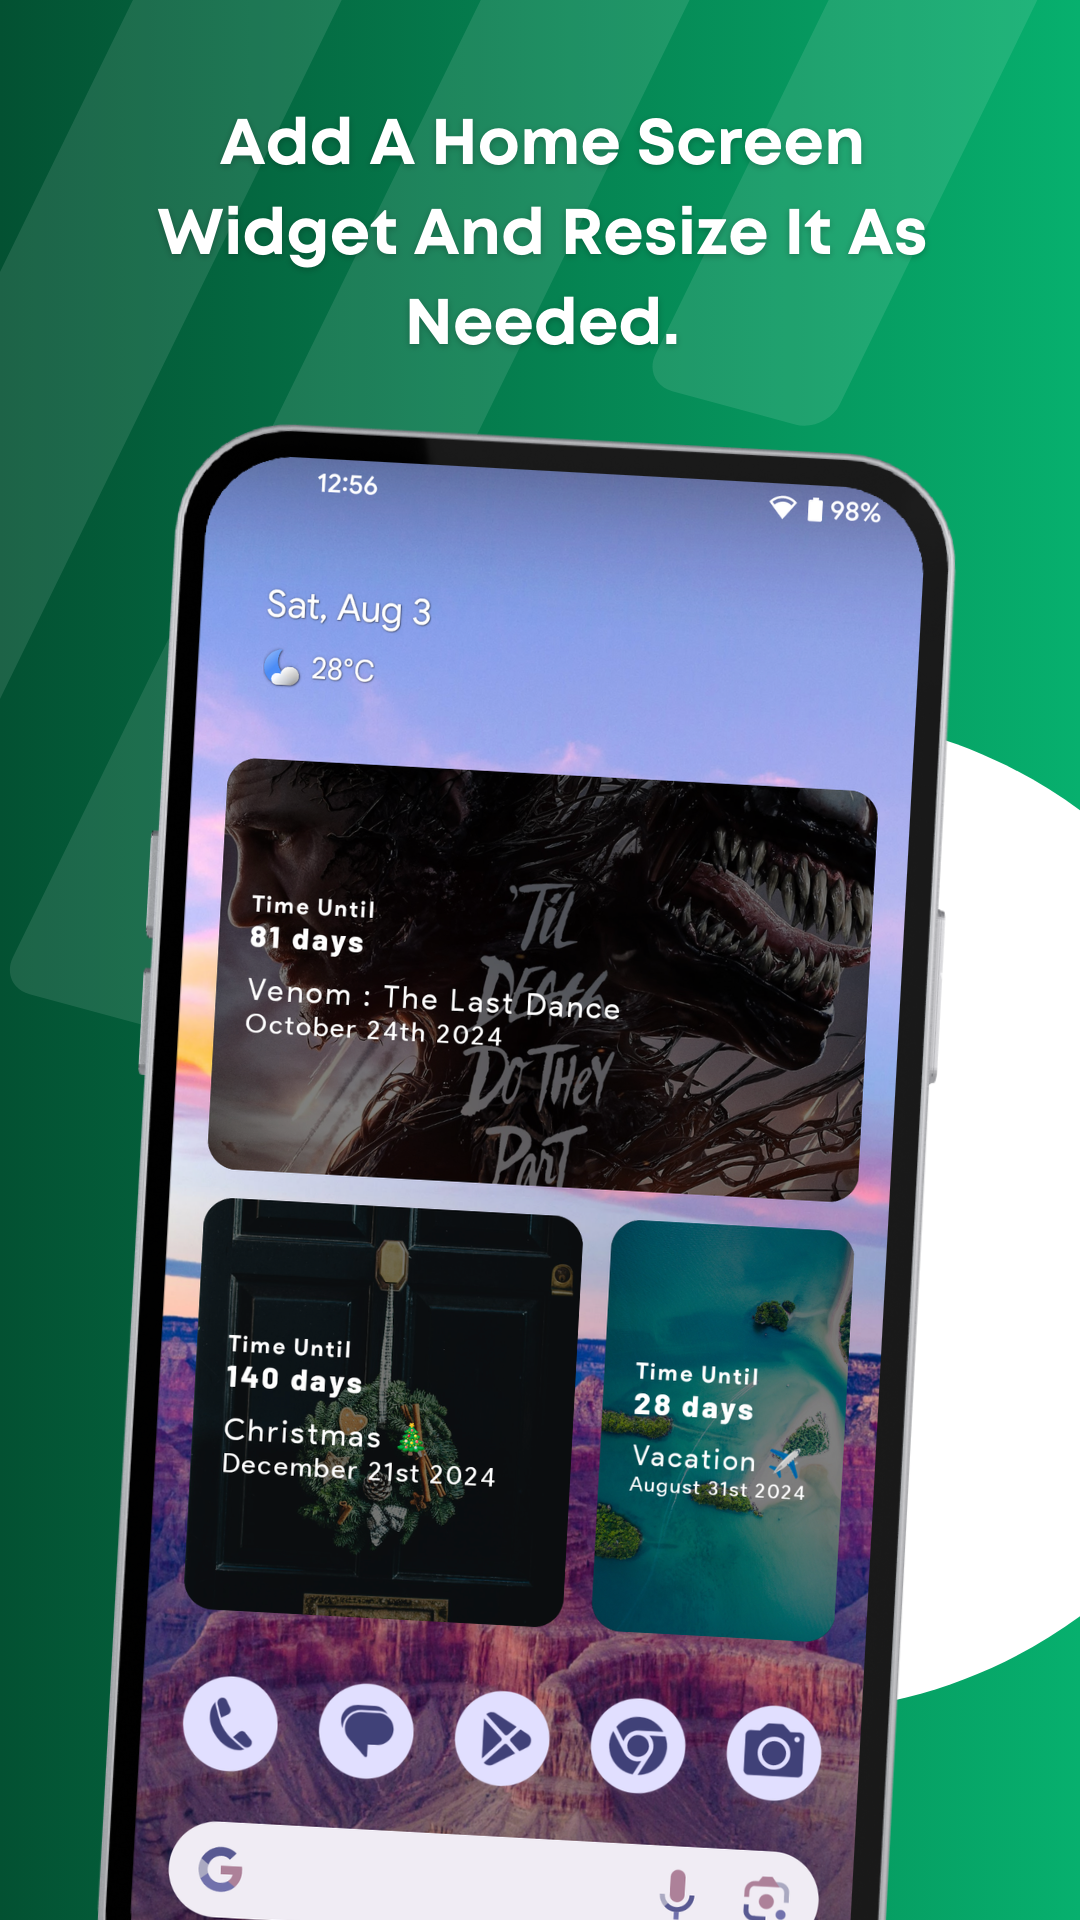 Add A Home Screen
Widget And Resize It As
Needed.
12:56
98%
Sat, Aug 3
28°C
'Til
Death
Do They
Part
Time Until
81 days
Venom : The Last Dance
October 24th 2024
Time Until
140 days
Christmas 🎄
December 21st 2024
Time Until
28 days
Vacation ✈️
August 31st 2024
G